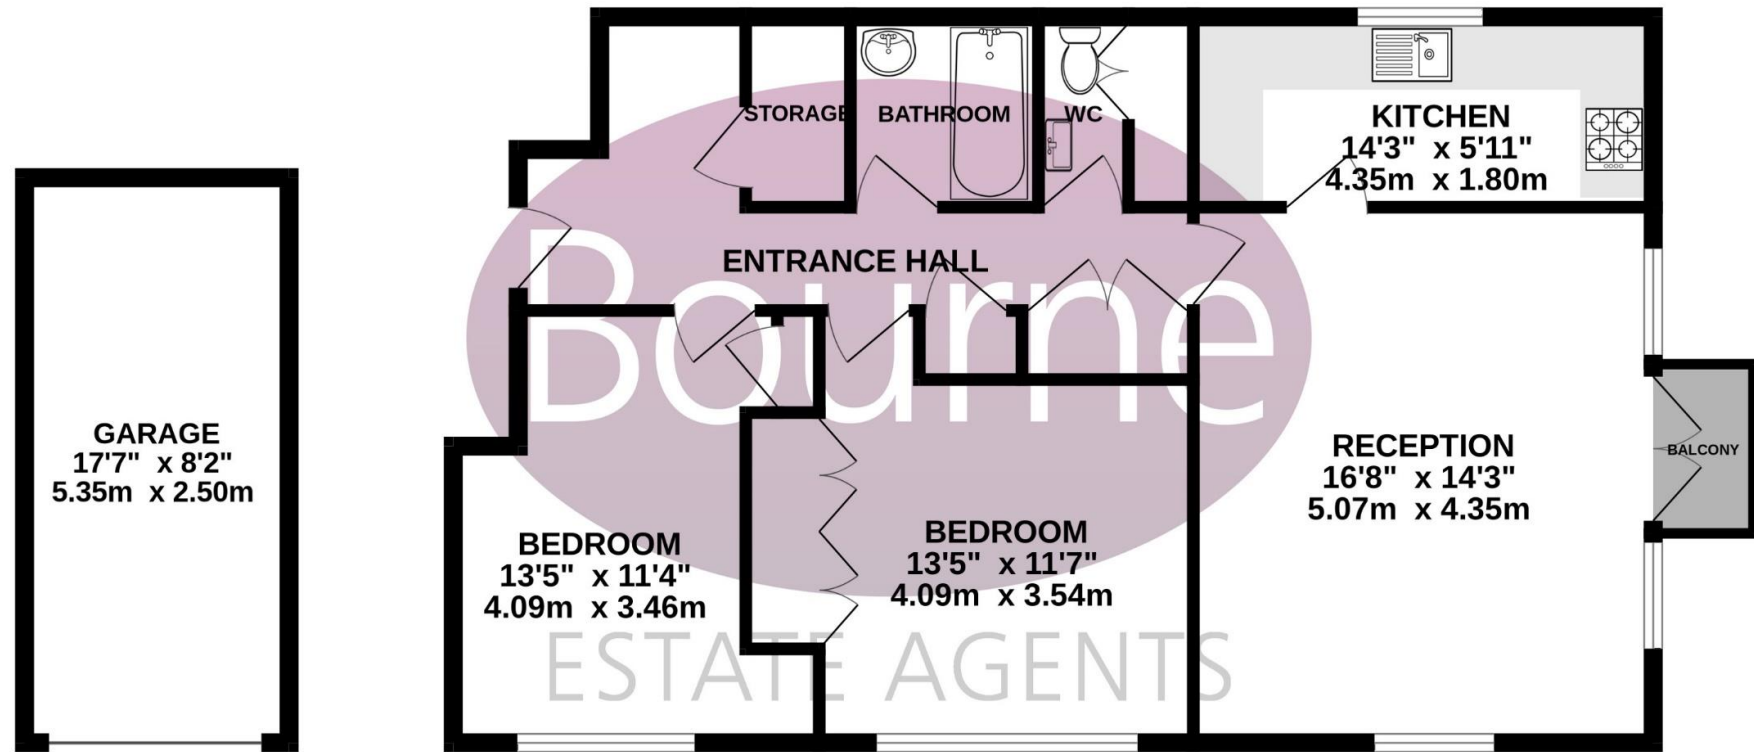 STORAGE
BATHROOM
WC
KITCHEN
14'3" x 5'11"
4.35m x 1.80m
ENTRANCE HALL
Bourne
GARAGE
17'7" x 8'2"
5.35m x 2.50m
RECEPTION
16'8" x 14'3"
5.07m x 4.35m
BALCONY
BEDROOM
13'5" x 11'4"
4.09m x 3.46m
BEDROOM
13'5" x 11'7"
4.09m x 3.54m
ESTATE AGENTS